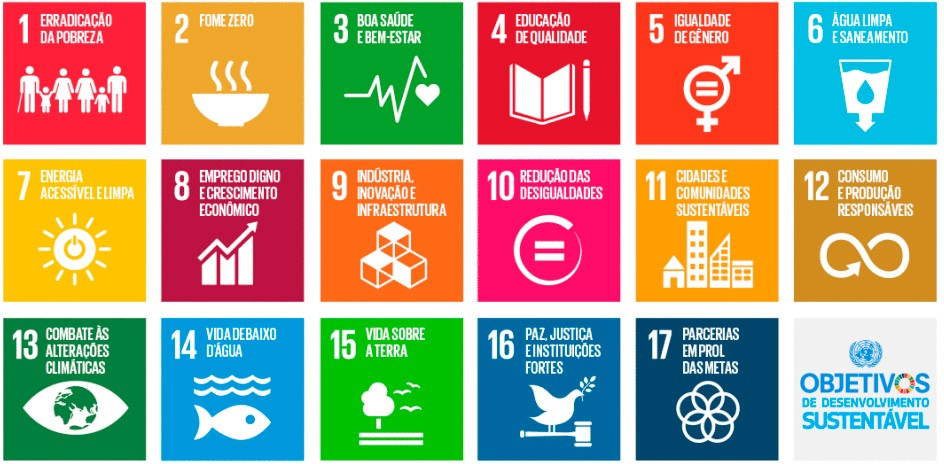 1 ERRADICAÇÃO
DA POBREZA
2 FOME ZERO
3 BOA SAÚDE
E BEM-ESTAR
4 EDUCAÇÃO
DE QUALIDADE
5 IGUALDADE
DE GÊNERO
6 ÁGUA LIMPA
E SANEAMENTO
7 ENERGIA
ACESSÍVEL E LIMPA
8 EMPREGO DIGNO
E CRESCIMENTO
ECONÔMICO
9 INDÚSTRIA,
INOVAÇÃO E
INFRAESTRUTURA
10 REDUÇÃO DAS
DESIGUALDADES
11 CIDADES E
COMUNIDADES
SUSTENTÁVEIS
12 CONSUMO
E PRODUÇÃO
RESPONSÁVEIS
13 COMBATE ÀS
ALTERAÇÕES
CLIMÁTICAS
14 VIDA DEBAIXO
D'ÁGUA
15 VIDA SOBRE
A TERRA
16 PAZ, JUSTIÇA
E INSTITUIÇÕES
FORTES
17 PARCERIAS
EM PROL
DAS METAS
OBJETIVOS
DE DESENVOLVIMENTO
SUSTENTÁVEL